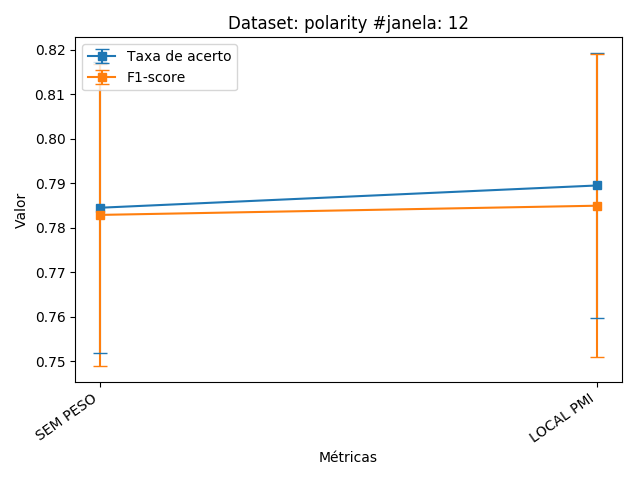 Dataset: polarity #janela: 12
Taxa de acerto
F1-score
0.82
0.81
0.80
0.79
0.78
0.77
0.76
0.75
Valor
SEM PESO
LOCAL PMI
Métricas